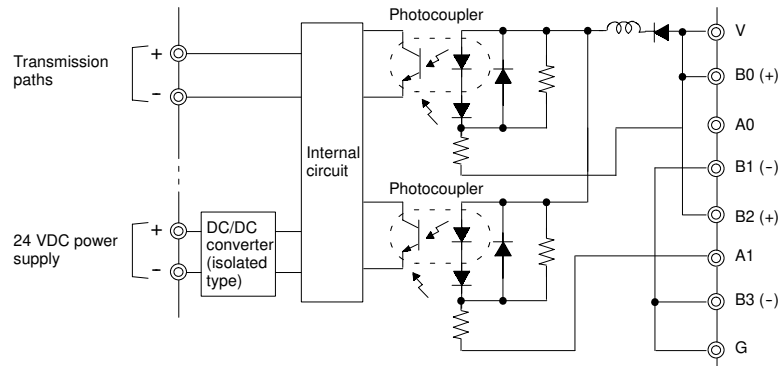 Photocoupler
Transmission
paths
+
-
Internal
circuit
V
B0 (+)
A0
B1 (-)
Photocoupler
24 VDC power
supply
+
-
DC/DC
converter
(isolated
type)
B2 (+)
A1
B3 (-)
G